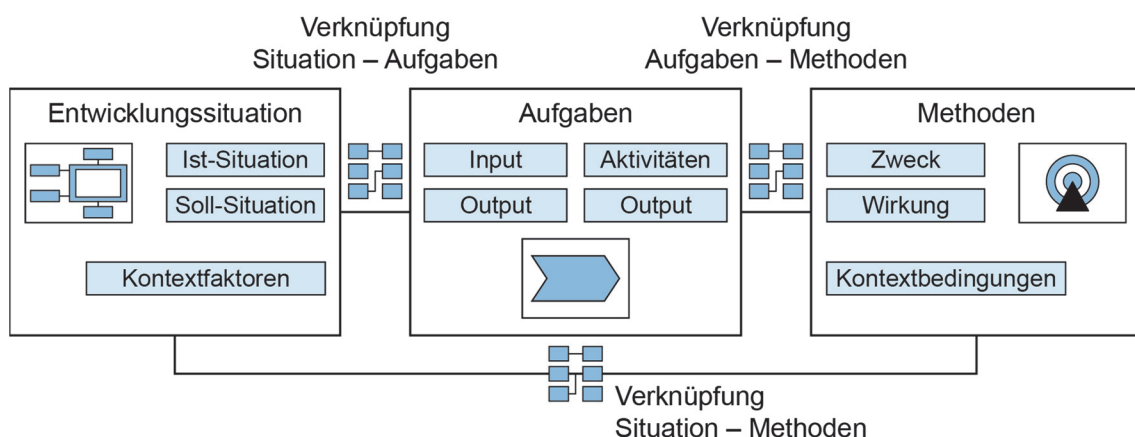 Verknüpfung
Situation – Aufgaben
Verknüpfung
Aufgaben – Methoden
Entwicklungssituation
Ist-Situation
Soll-Situation
Kontextfaktoren
Aufgaben
Input
Aktivitäten
Output
Output
Methoden
Zweck
Wirkung
Kontextbedingungen
Verknüpfung
Situation – Methoden